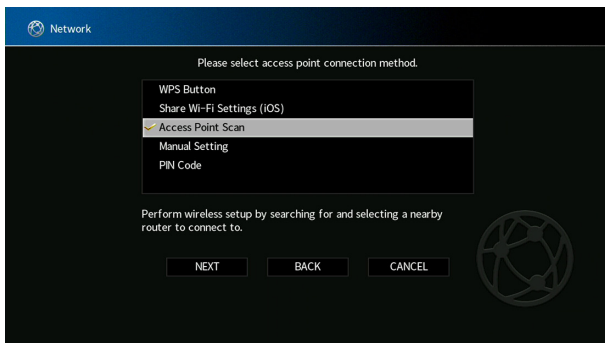 Network
Please select access point connection method.
WPS Button
Share Wi-Fi Settings (iOS)
Access Point Scan
Manual Setting
PIN Code
Perform wireless setup by searching for and selecting a nearby
router to connect to.
NEXT BACK CANCEL